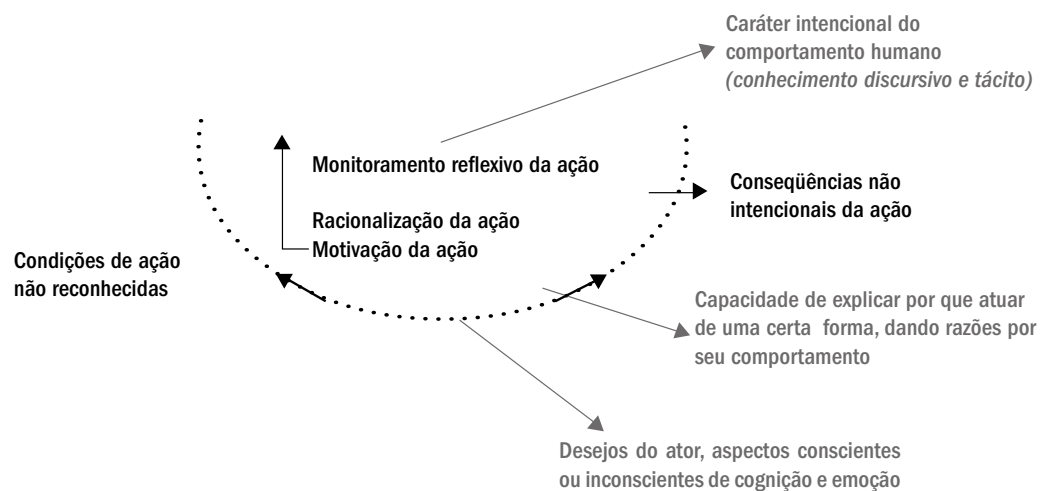 Caráter intencional do
comportamento humano
(conhecimento discursivo e tácito)
Monitoramento reflexivo da ação
Conseqüências não
intencionais da ação
Racionalização da ação
Motivação da ação
Condições de ação
não reconhecidas
Capacidade de explicar por que atuar
de uma certa forma, dando razões por
seu comportamento
Desejos do ator, aspectos conscientes
ou inconscientes de cognição e emoção